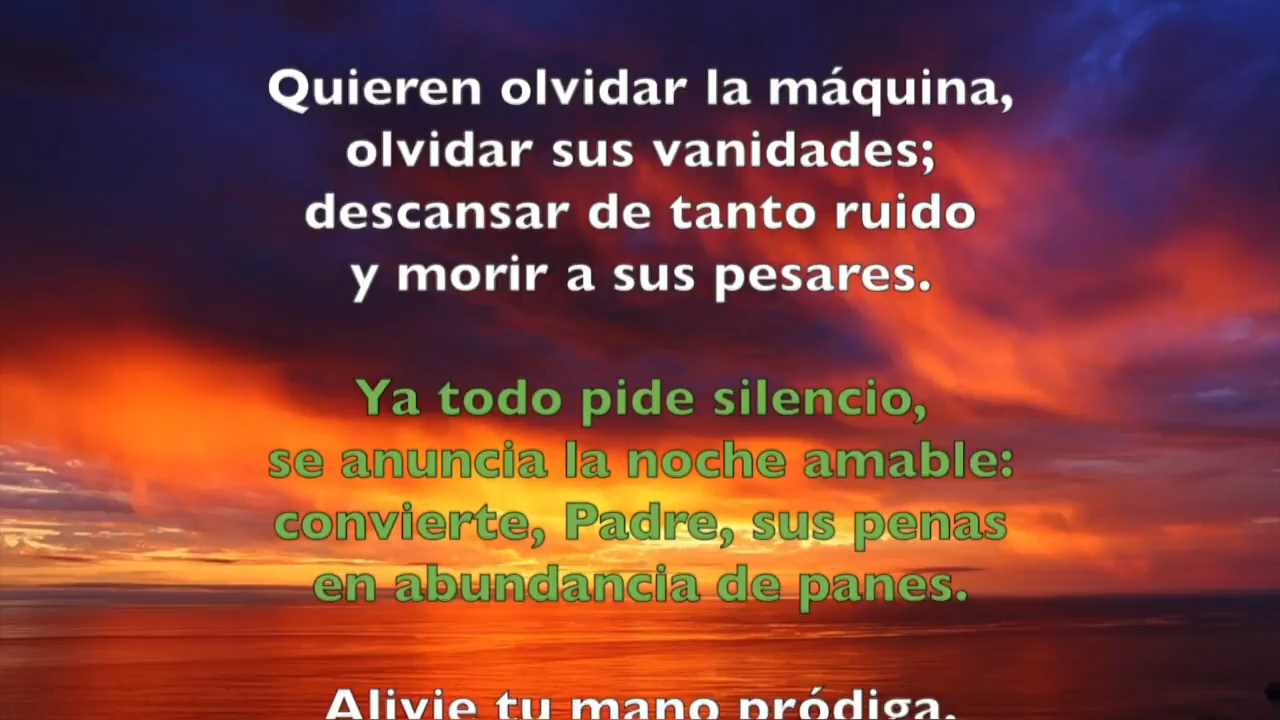 Quieren olvidar la máquina,
olvidar sus vanidades;
descansar de tanto ruido
y morir a sus pesares.
Ya todo pide silencio,
se anuncia la noche amable:
convierte, Padre, sus penas
en abundancia de panes.
Alivie tu mano pródiga,